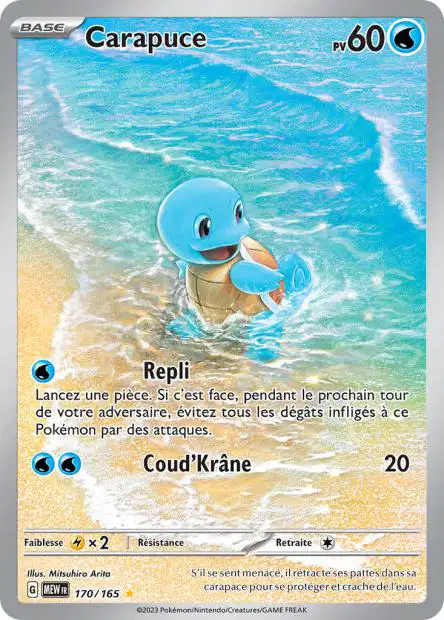 BASE Carapuce PV60
Repli
Lancez une pièce. Si c'est face, pendant le prochain tour
de votre adversaire, évitez tous les dégâts infligés à ce
Pokémon par des attaques.
Coud'Krâne 20
Faiblesse ×2 Résistance Retraite
Illus. Mitsuhiro Arita
G MEW FR 170/165
S'il se sent menacé, il rétracte ses pattes dans sa
carapace pour se protéger et crache de l'eau.
©2023 Pokémon/Nintendo/Creatures/GAME FREAK